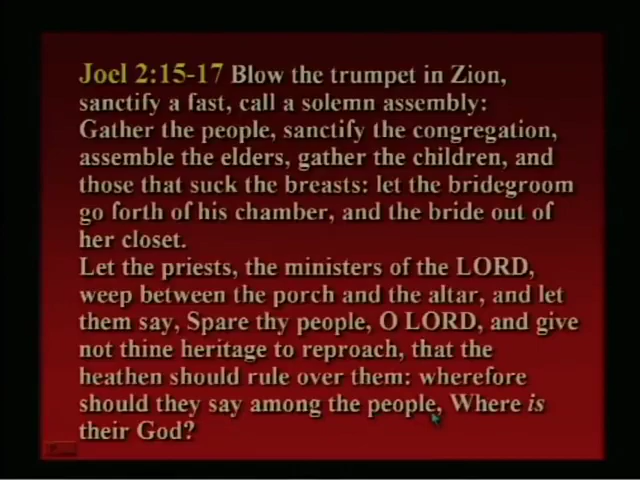 Joel 2:15-17 Blow the trumpet in Zion,
sanctify a fast, call a solemn assembly:
Gather the people, sanctify the congregation,
assemble the elders, gather the children, and
those that suck the breasts: let the bridegroom
go forth of his chamber, and the bride out of
her closet.
Let the priests, the ministers of the LORD,
weep between the porch and the altar, and let
them say, Spare thy people, O LORD, and give
not thine heritage to reproach, that the
heathen should rule over them: wherefore
should they say among the people, Where is
their God?